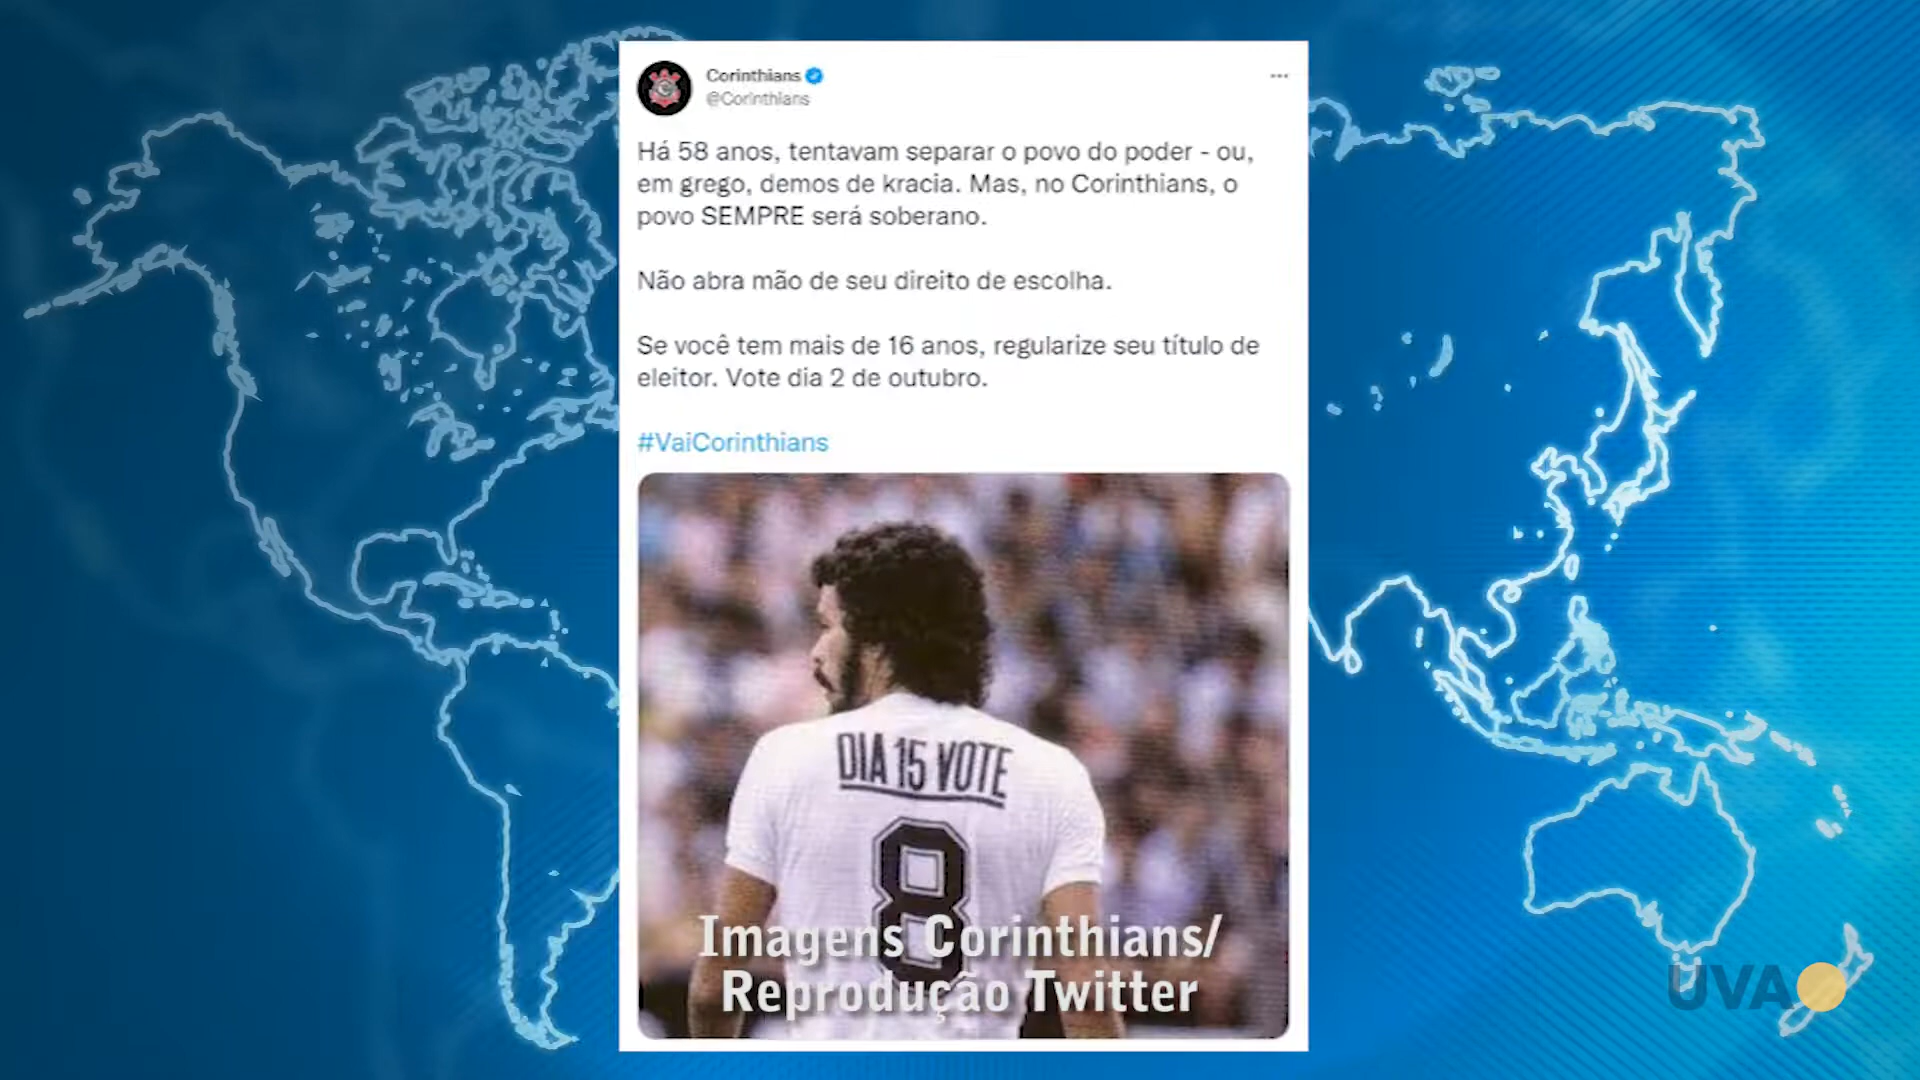 Corinthians
@Corinthians
Há 58 anos, tentavam separar o povo do poder - ou,
em grego, demos de kracia. Mas, no Corinthians, o
povo SEMPRE será soberano.
Não abra mão de seu direito de escolha.
Se você tem mais de 16 anos, regularize seu título de
eleitor. Vote dia 2 de outubro.
#VaiCorinthians
DIA 15 VOTE
8
Imagens Corinthians/
Reprodução Twitter
UVA